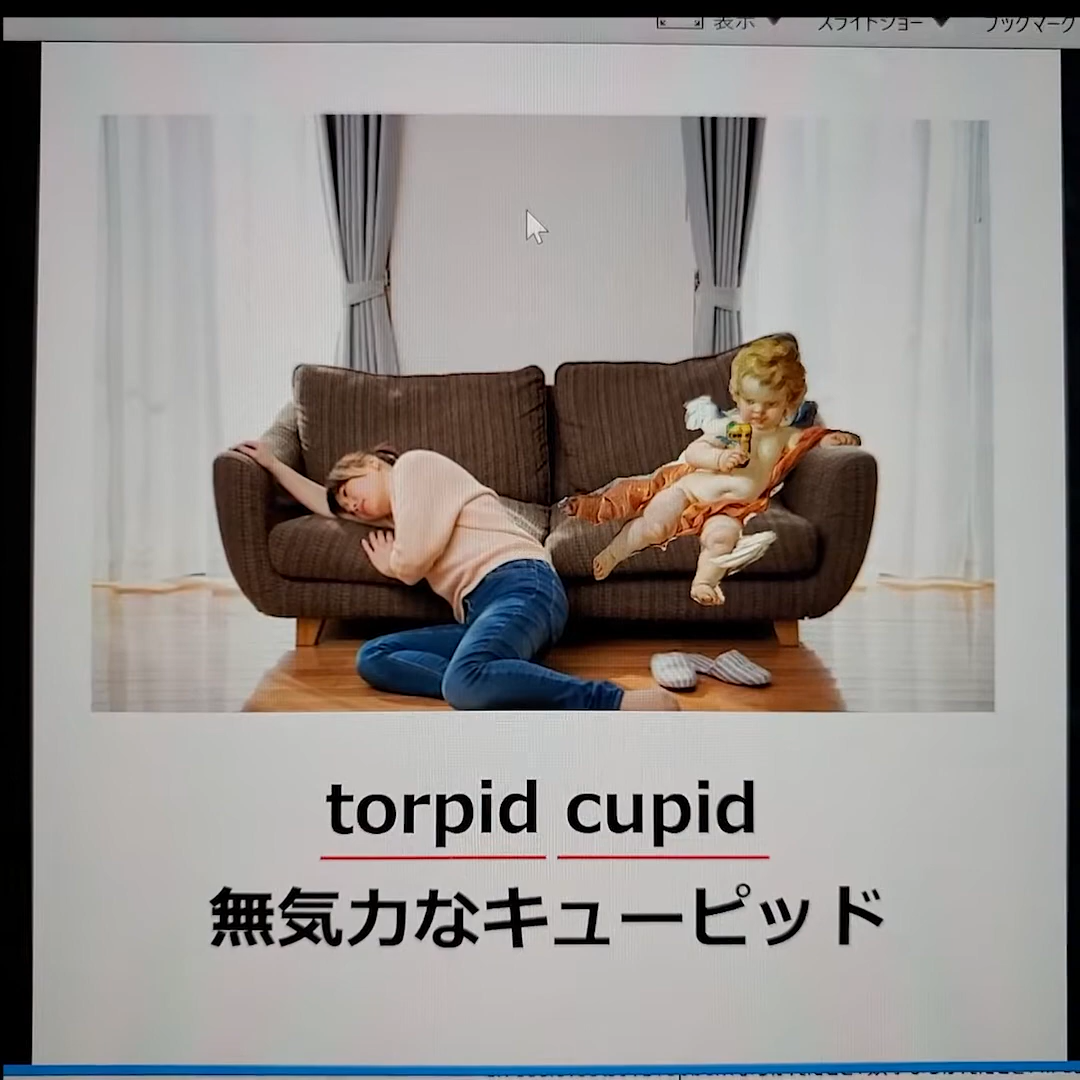 表示 スライドショー ブックマーク
torpid cupid
無気力なキューピッド